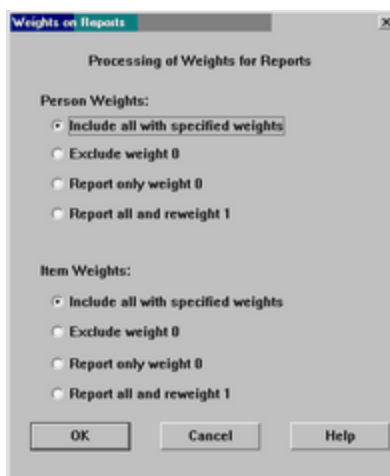 Weights on Reports
Processing of Weights for Reports
Person Weights:
Include all with specified weights
Exclude weight 0
Report only weight 0
Report all and reweight 1
Item Weights:
Include all with specified weights
Exclude weight 0
Report only weight 0
Report all and reweight 1
OK Cancel Help